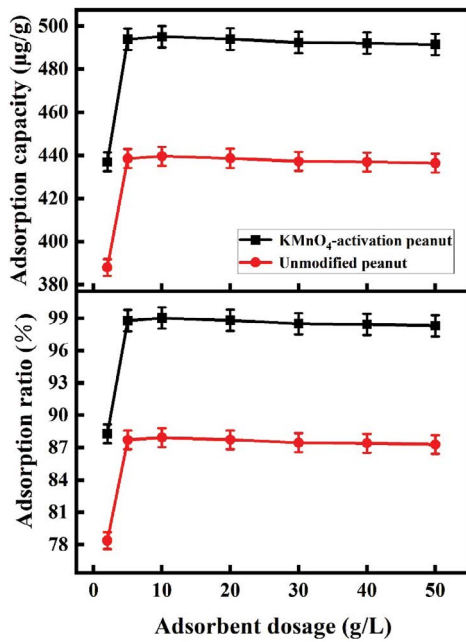 Adsorption capacity (μg/g)
500
480
460
440
420
400
380
KMnO₄-activation peanut
Unmodified peanut
Adsorption ratio (%)
99
96
93
90
87
84
81
78
0 10 20 30 40 50
Adsorbent dosage (g/L)